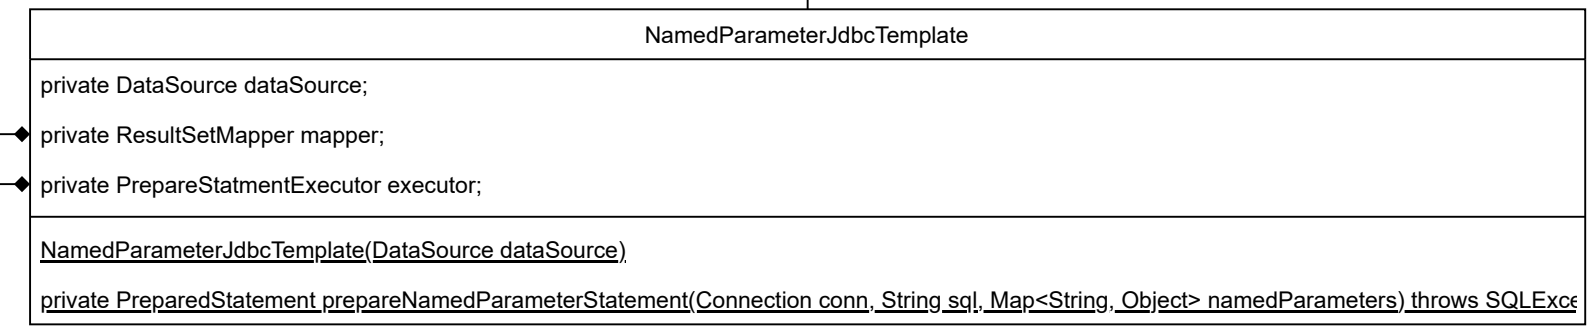 NamedParameterJdbcTemplate
private DataSource dataSource;
private ResultSetMapper mapper;
private PrepareStatmentExecutor executor;
NamedParameterJdbcTemplate(DataSource dataSource)
private PreparedStatement prepareNamedParameterStatement(Connection conn, String sql, Map<String, Object> namedParameters) throws SQLExce